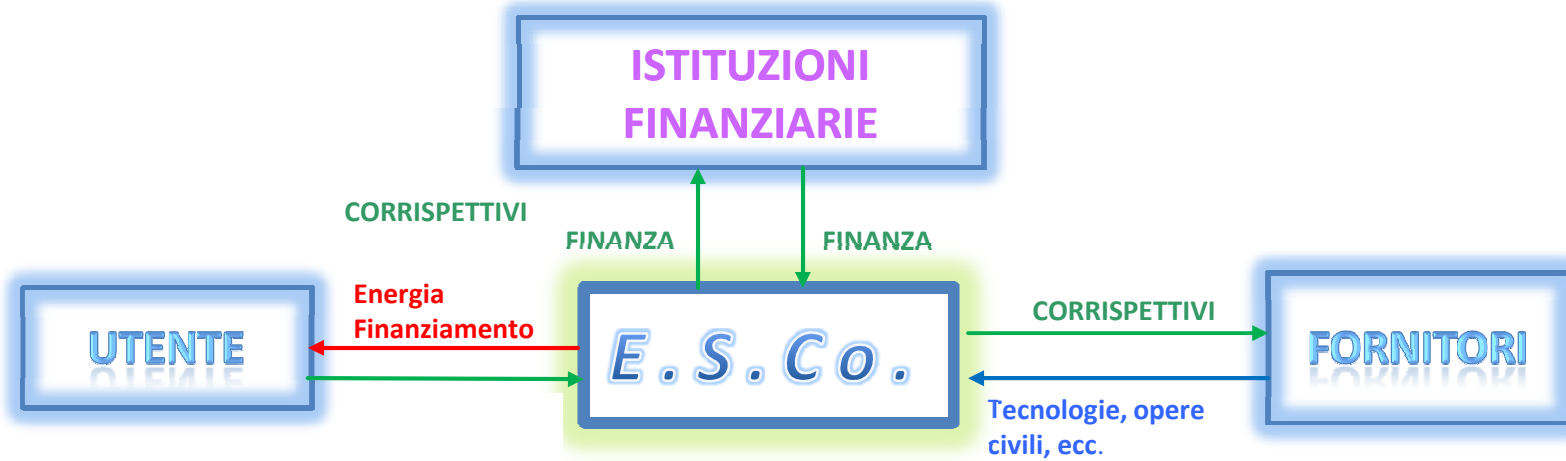 ISTITUZIONI
FINANZIARIE
CORRISPETTIVI
FINANZA
FINANZA
Energia
Finanziamento
CORRISPETTIVI
UTENTE
E.S.Co.
FORNITORI
Tecnologie, opere
civili, ecc.